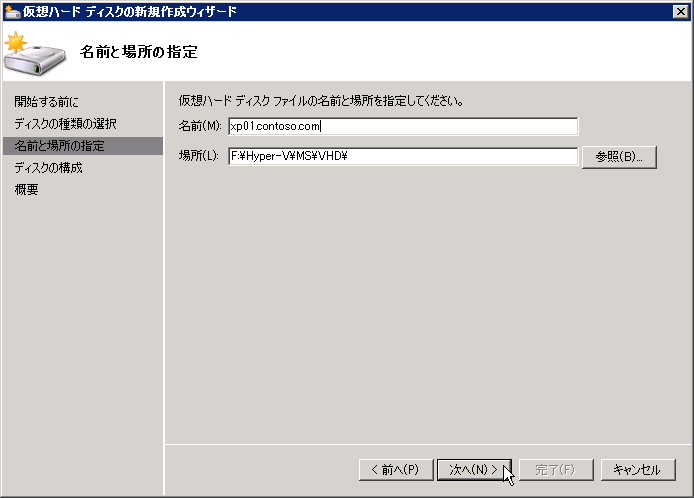 仮想ハード ディスクの新規作成ウィザード
名前と場所の指定
開始する前に
ディスクの種類の選択
名前と場所の指定
ディスクの構成
概要
仮想ハード ディスク ファイルの名前と場所を指定してください。
名前(M): xp01.contoso.com
場所(L): F:¥Hyper-V¥MS¥VHD¥ 参照(B)...
< 前へ(P) 次へ(N) > 完了(F) キャンセル